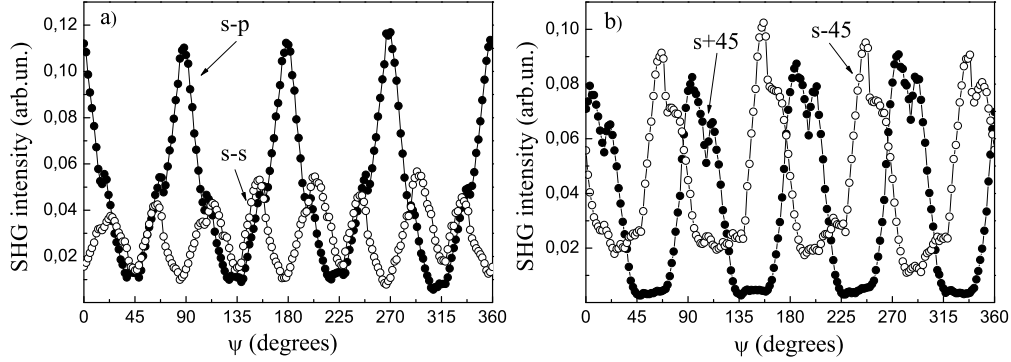 a)
s-p
s-s
SHG intensity (arb.un.)
0,12
0,10
0,08
0,06
0,04
0,02
0 45 90 135 180 225 270 315 360
ψ (degrees)
b)
s+45
s-45
SHG intensity (arb.un.)
0,10
0,08
0,06
0,04
0,02
0 45 90 135 180 225 270 315 360
ψ (degrees)